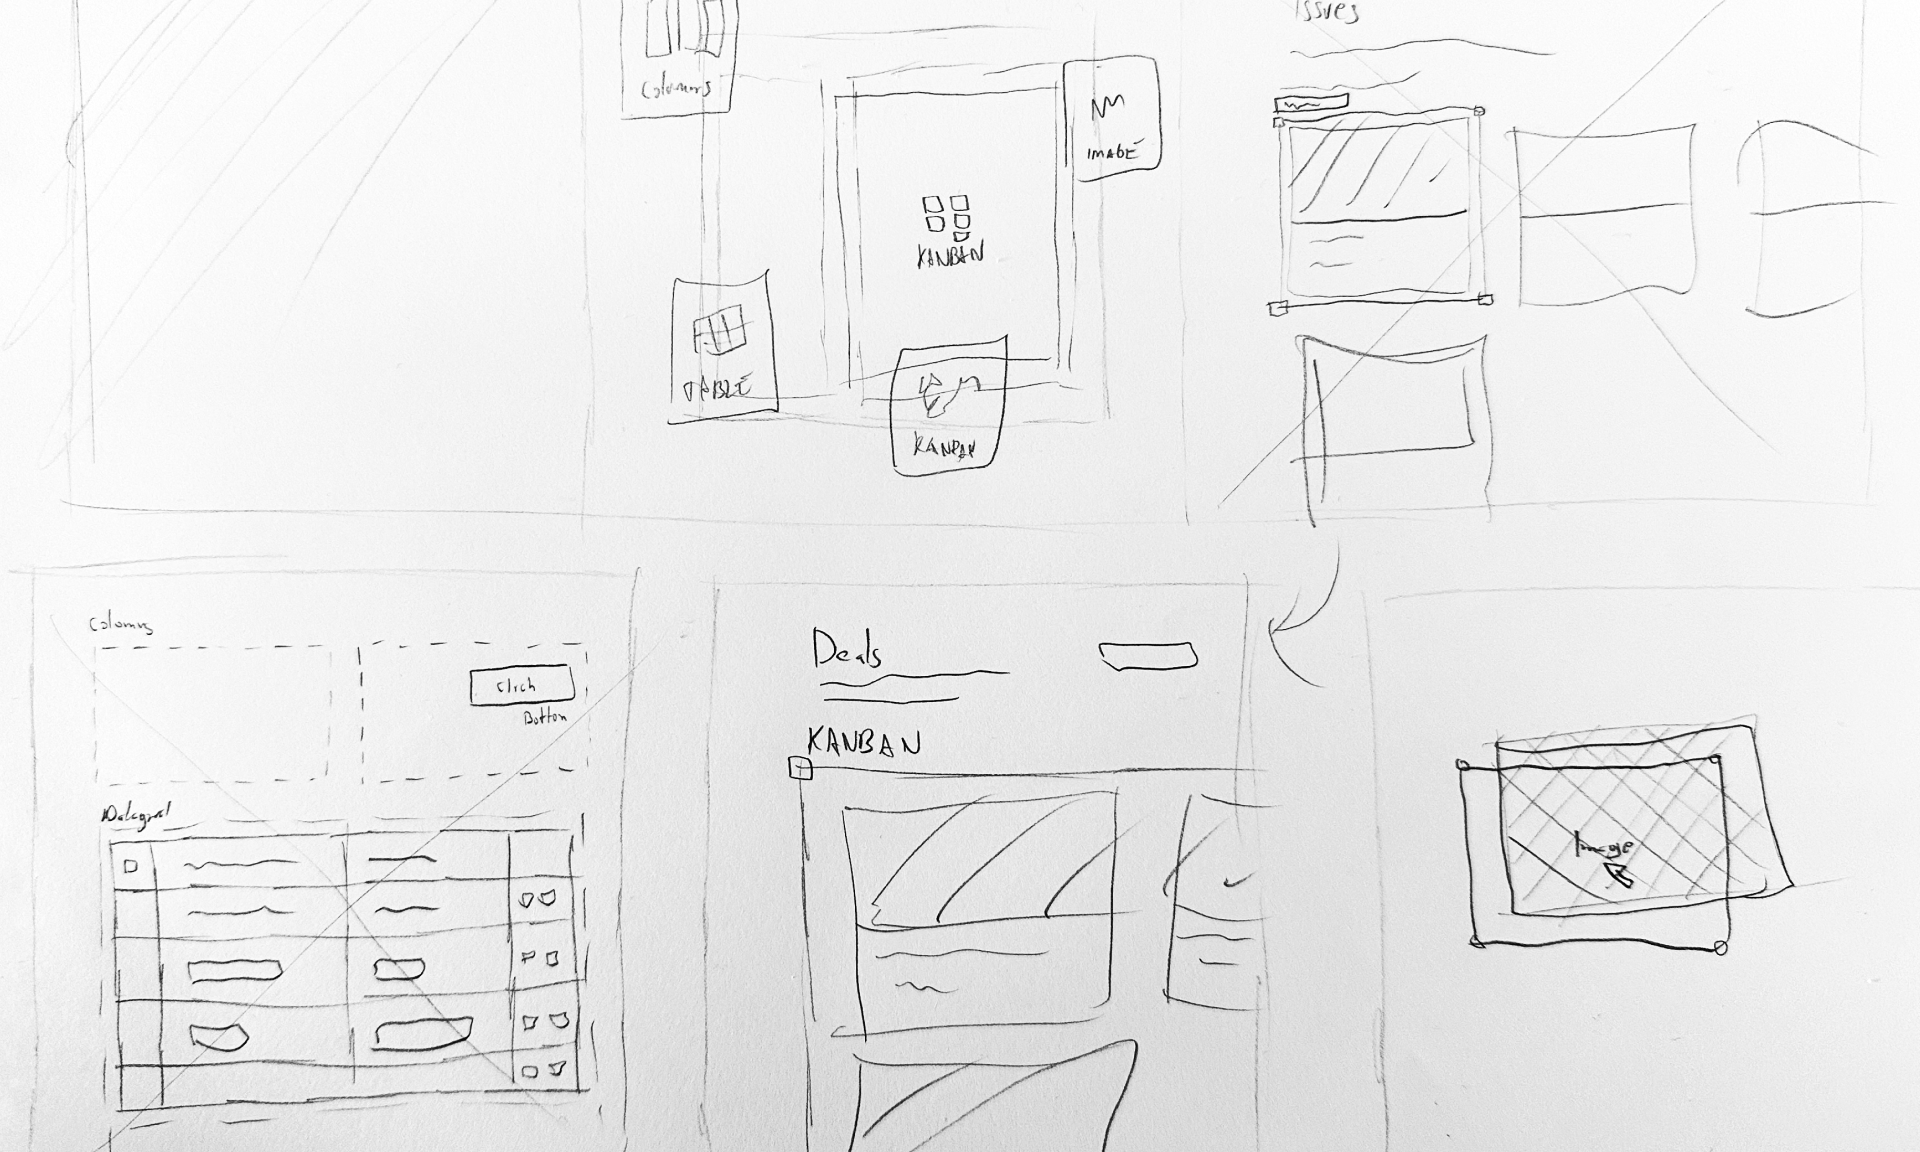 Issues
Columns
IMAGE
KANBAN
TABLE
KANBAN
Columns
Click
Button
Datagrid
Deals
KANBAN
Image